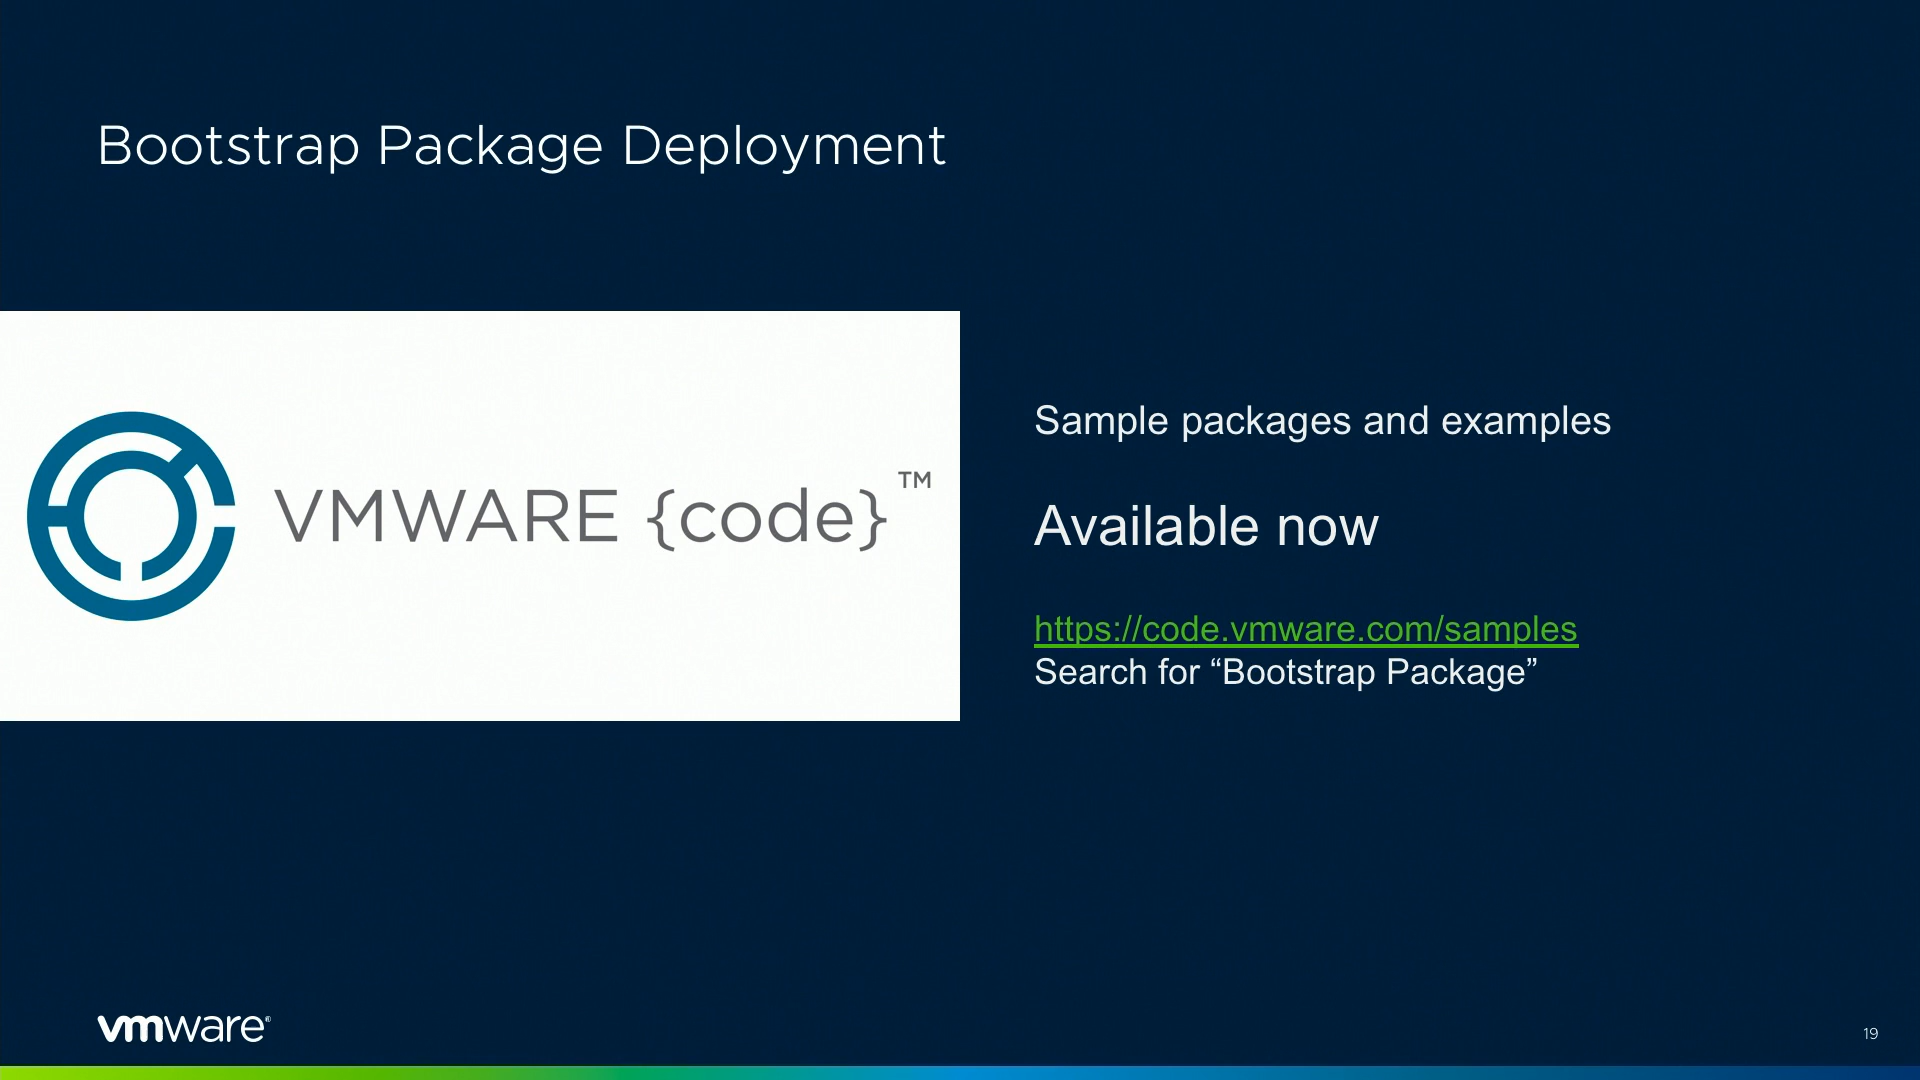 Bootstrap Package Deployment
VMWARE {code}™
Sample packages and examples
Available now
https://code.vmware.com/samples
Search for “Bootstrap Package”
vmware®
19